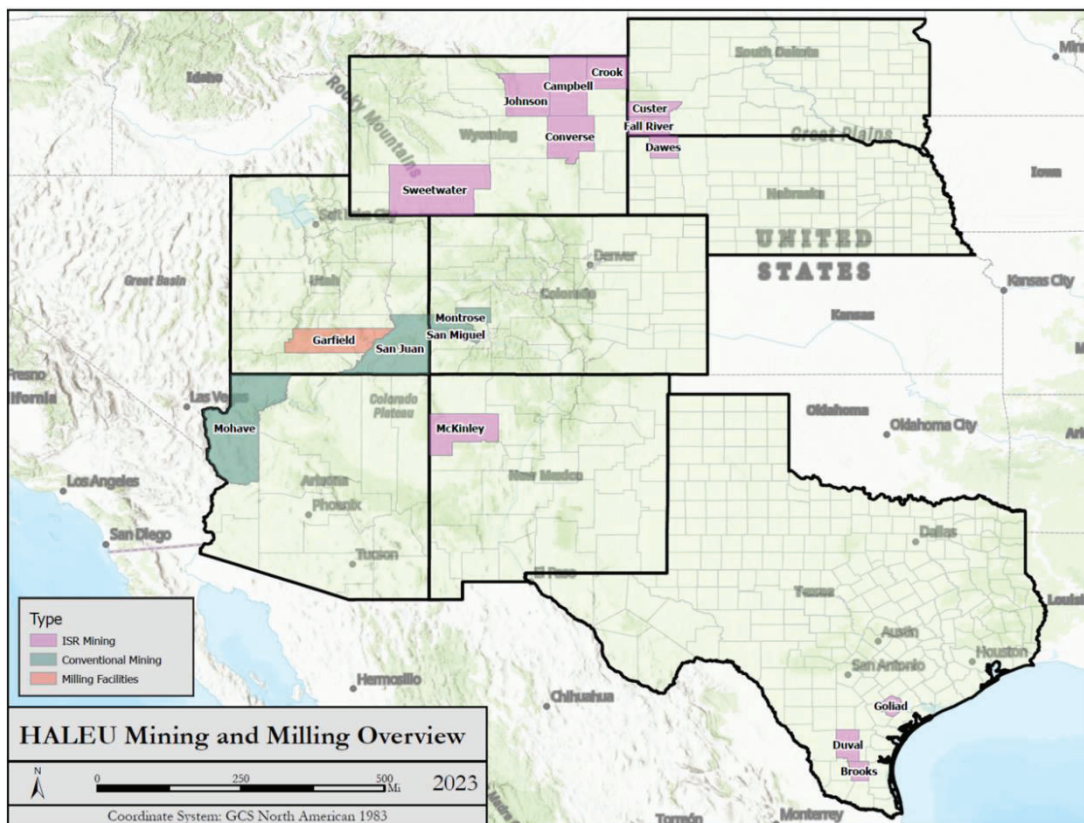 South Dakota
Minn
Idaho
Crook
Campbell
Rocky Mountains
Johnson
Custer
Wyoming
Fall River
Great Plains
Converse
Dawes
Iowa
Sweetwater
Nebraska
Salt Lake City
UNITED
STATES
Denver
Great Basin
Utah
Colorado
Kansas City
Kansas
Montrose
Garfield
San Miguel
San Juan
Fresno
lifornia
Las Vegas
Colorado
Plateau
Oklahoma
Oklahoma City
Mohave
McKinley
Arizona
New Mexico
Los Angeles
Phoenix
San Diego
Dallas
Tucson
El Paso
Texas
Louisi
Austin
Houston
San Antonio
Hermosillo
Chihuahua
Goliad
Duval
Brooks
Monterrey
Torreón
Type
ISR Mining
Conventional Mining
Milling Facilities
HALEU Mining and Milling Overview
N
0 250 500
Mi
2023
Coordinate System: GCS North American 1983